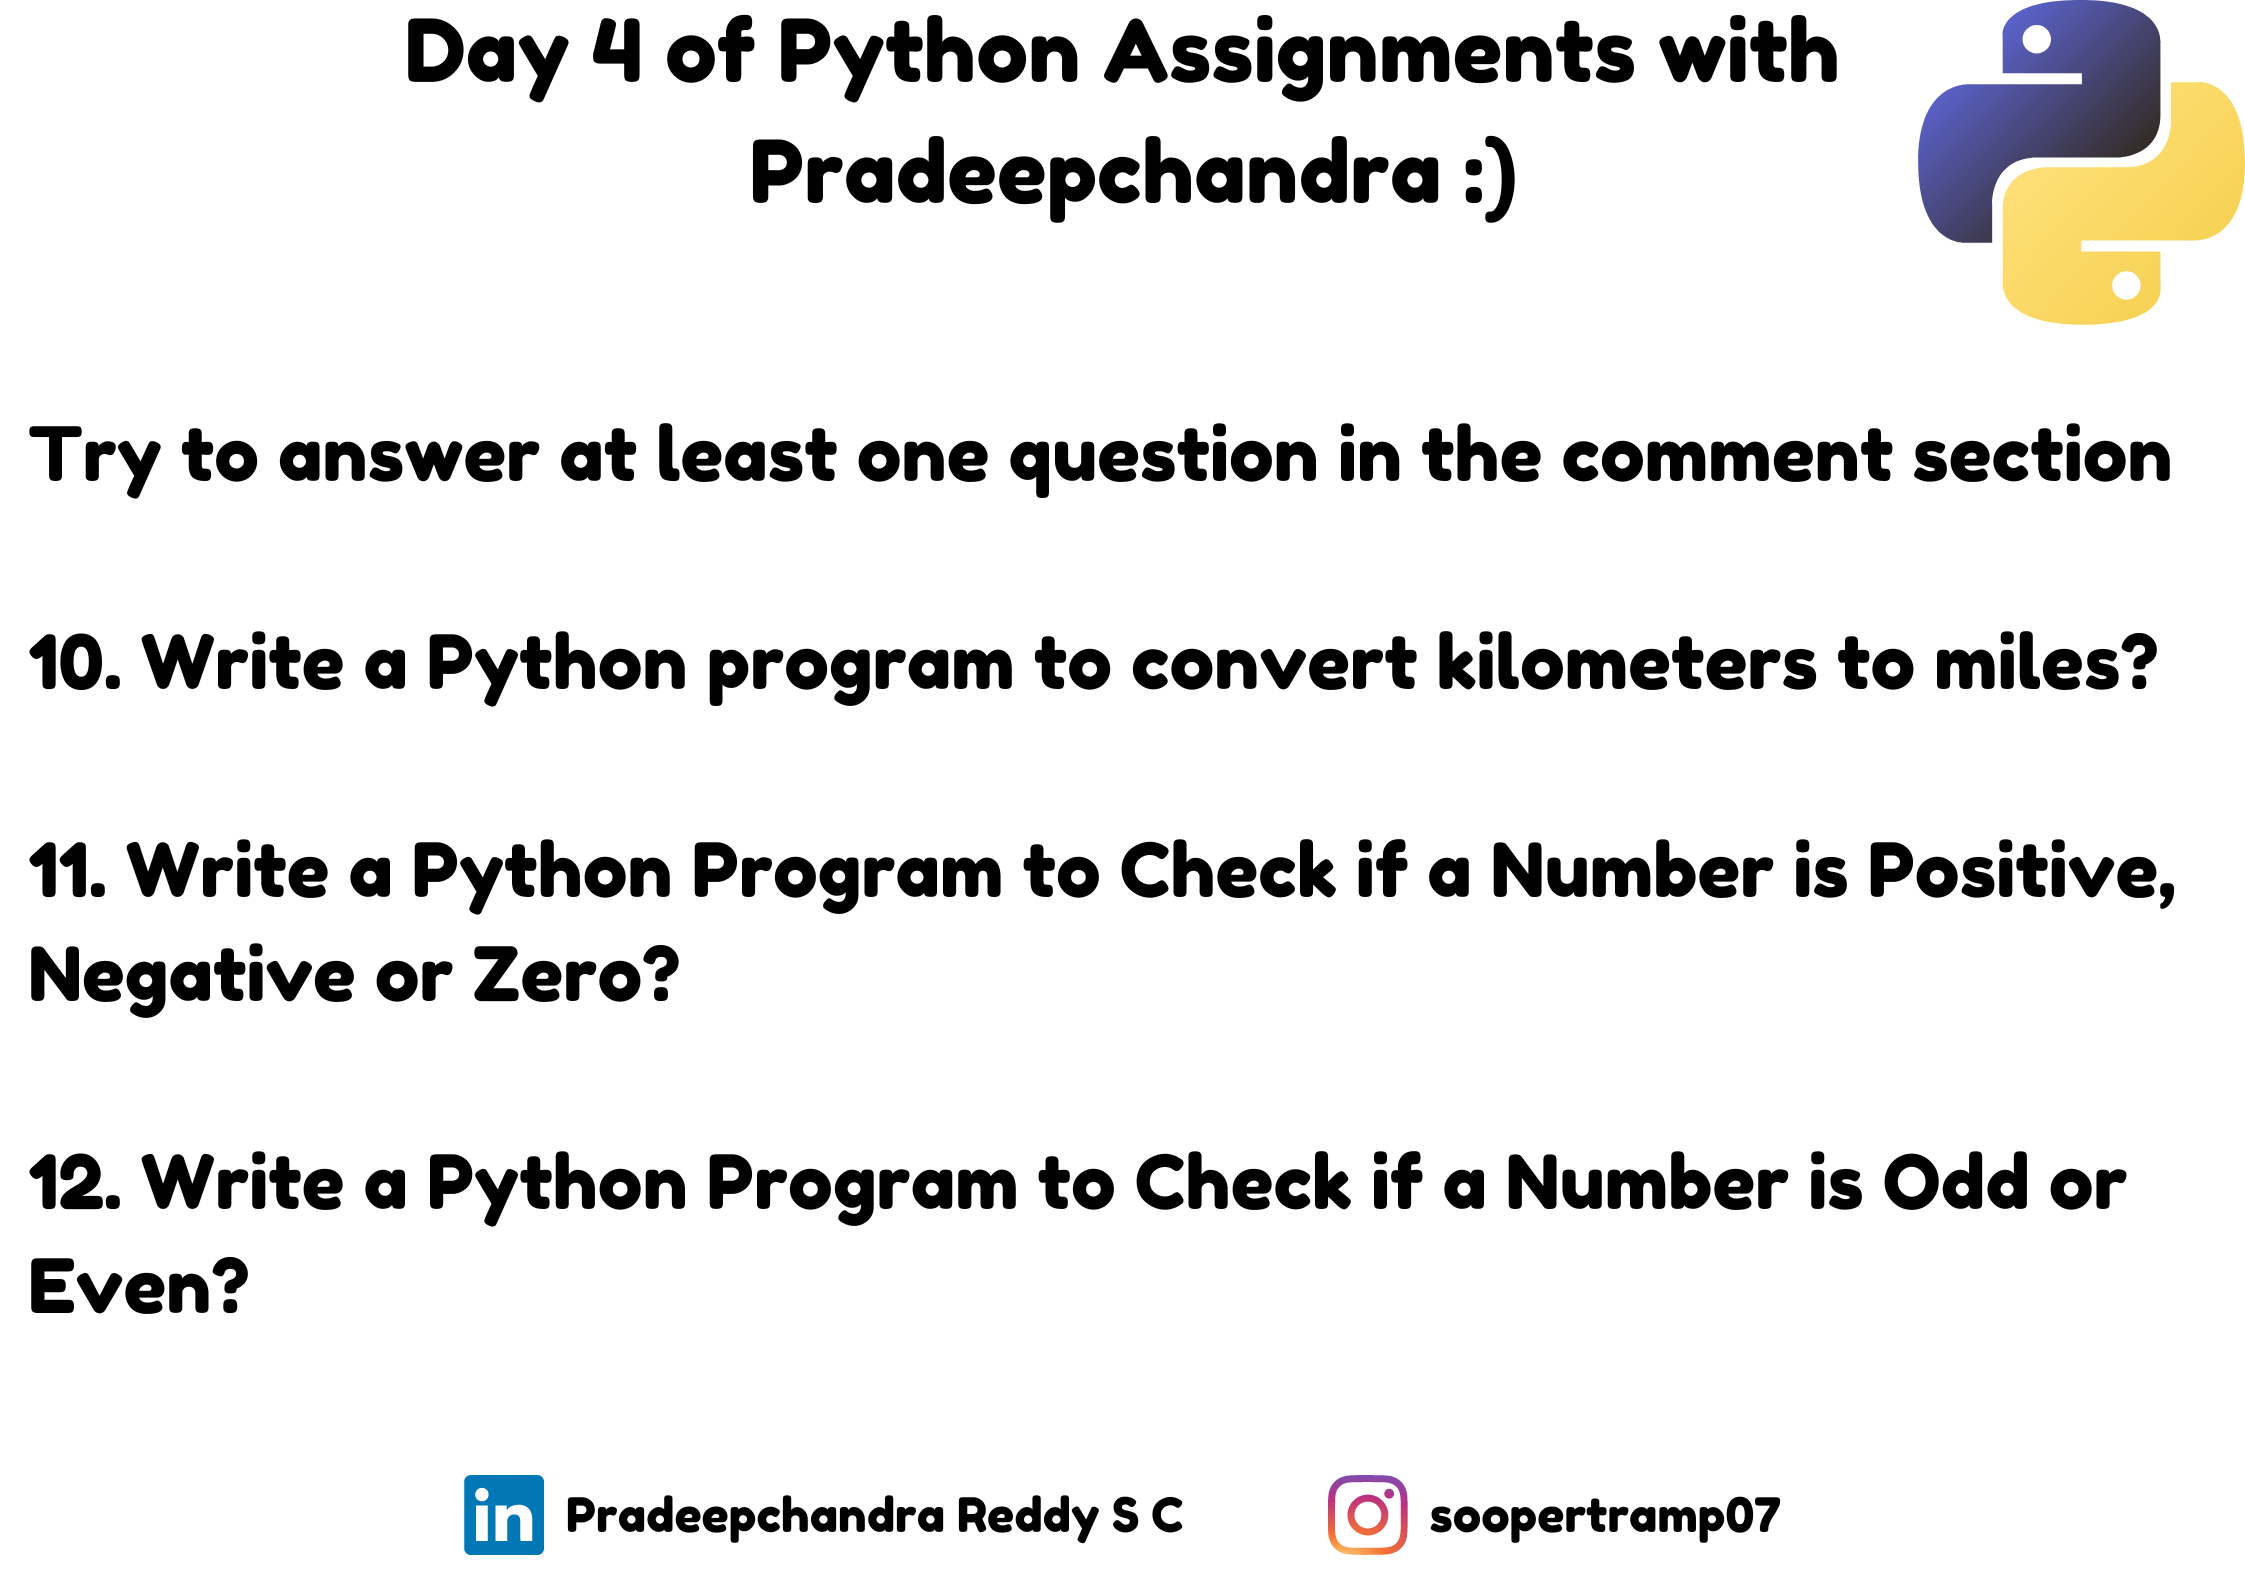 Day 4 of Python Assignments with
Pradeepchandra :)
Try to answer at least one question in the comment section
10. Write a Python program to convert kilometers to miles?
11. Write a Python Program to Check if a Number is Positive,
Negative or Zero?
12. Write a Python Program to Check if a Number is Odd or
Even?
in Pradeepchandra Reddy S C
soopertramp07